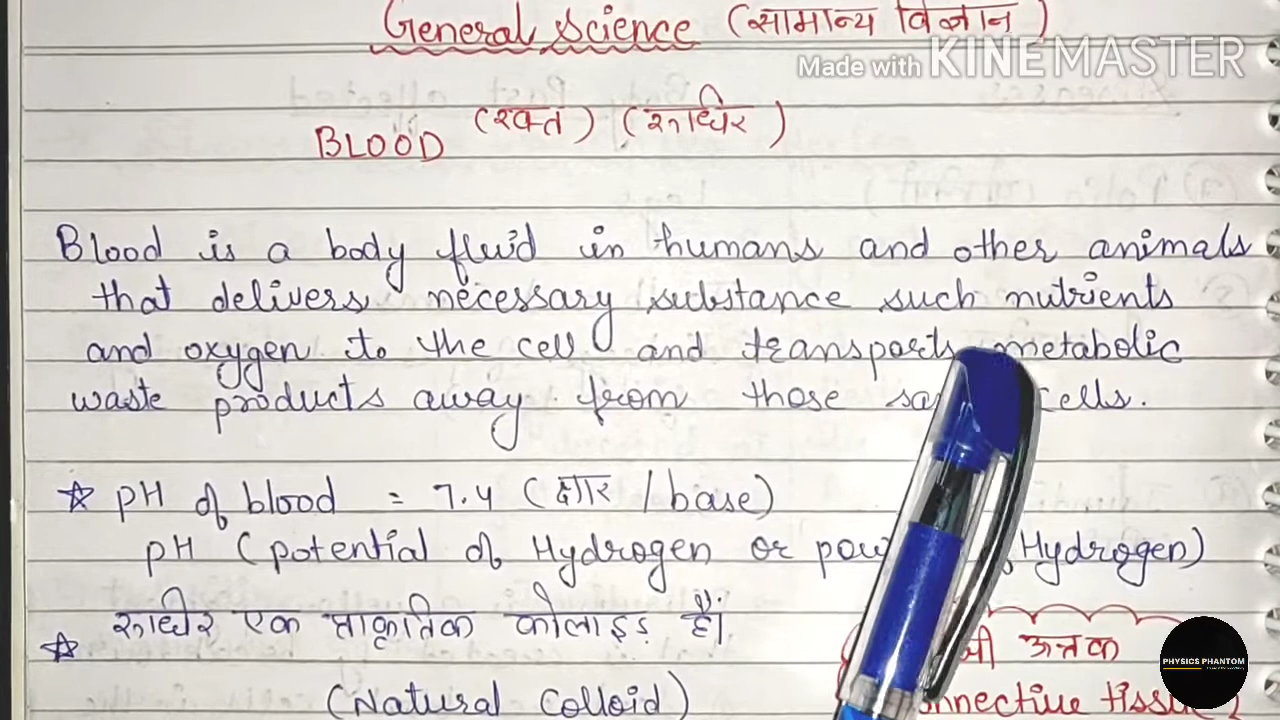 General Science (सामान्य विज्ञान)
Made with KINEMASTER
BLOOD (रक्त) (रूधिर)
Blood is a body fluid in humans and other animals
that delivers necessary substance such nutrients
and oxygen to the cell and transports metabolic
waste products away from those cells.
☆ pH of blood = 7.4 (क्षार / base)
pH (potential of Hydrogen or Hydrogen)
☆ रूधिर एक प्राकृतिक कोलाइड है।
ऊत्तक
(Natural Colloid)
PHYSICS PHANTOM